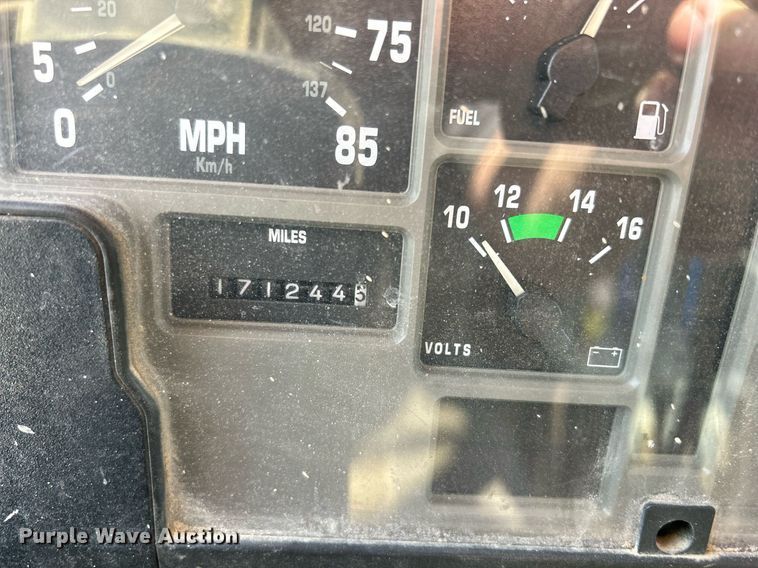 20
5
0
0
MPH
Km/h
120
75
137
85
FUEL
MILES
1712445
10
12
14
16
VOLTS
- +
Purple Wave Auction